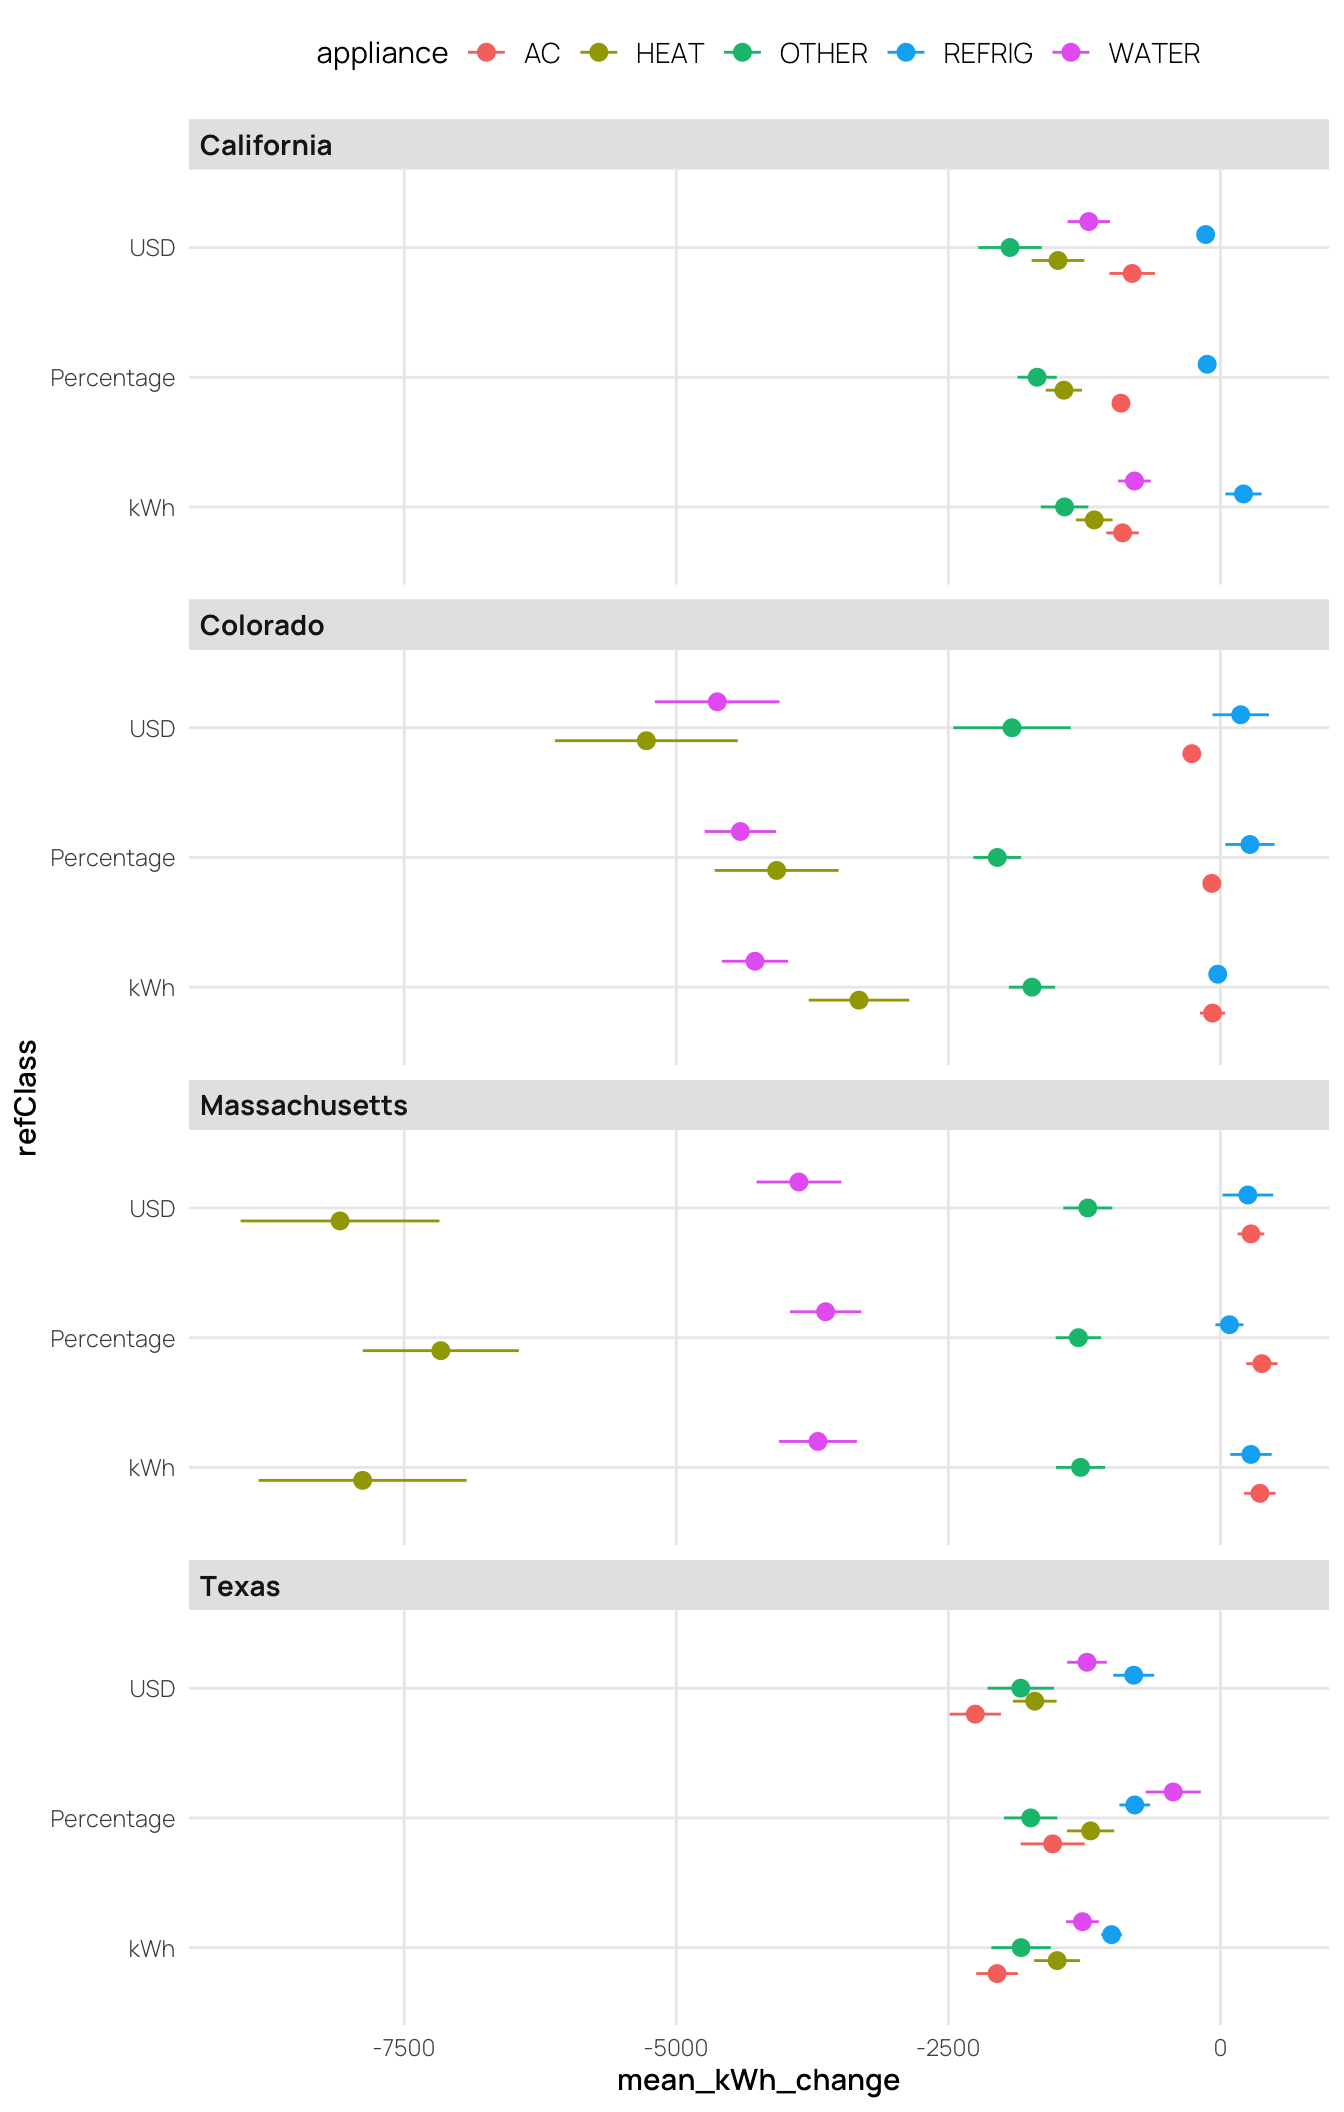 appliance AC HEAT OTHER REFRIG WATER
California
USD
Percentage
kWh
Colorado
USD
Percentage
kWh
refClass
Massachusetts
USD
Percentage
kWh
Texas
USD
Percentage
kWh
-7500 -5000 -2500 0
mean_kWh_change